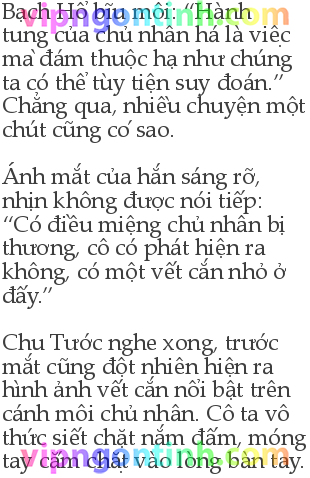 Bạch Hổ bĩu môi: “Hành
tung của chủ nhân há là việc
mà đám thuộc hạ như chúng
ta có thể tùy tiện suy đoán.”
Chẳng qua, nhiều chuyện một
chút cũng có sao.
Ánh mắt của hắn sáng rỡ,
nhịn không được nói tiếp:
“Có điều miệng chủ nhân bị
thương, cô có phát hiện ra
không, có một vết cắn nhỏ ở
đấy.”
Chu Tước nghe xong, trước
mắt cũng đột nhiên hiện ra
hình ảnh vết cắn nổi bật trên
cánh môi chủ nhân. Cô ta vô
thức siết chặt nắm đấm, móng
tay cắm chặt vào lòng bàn tay.
vipngontinh.com
vipngontinh.com